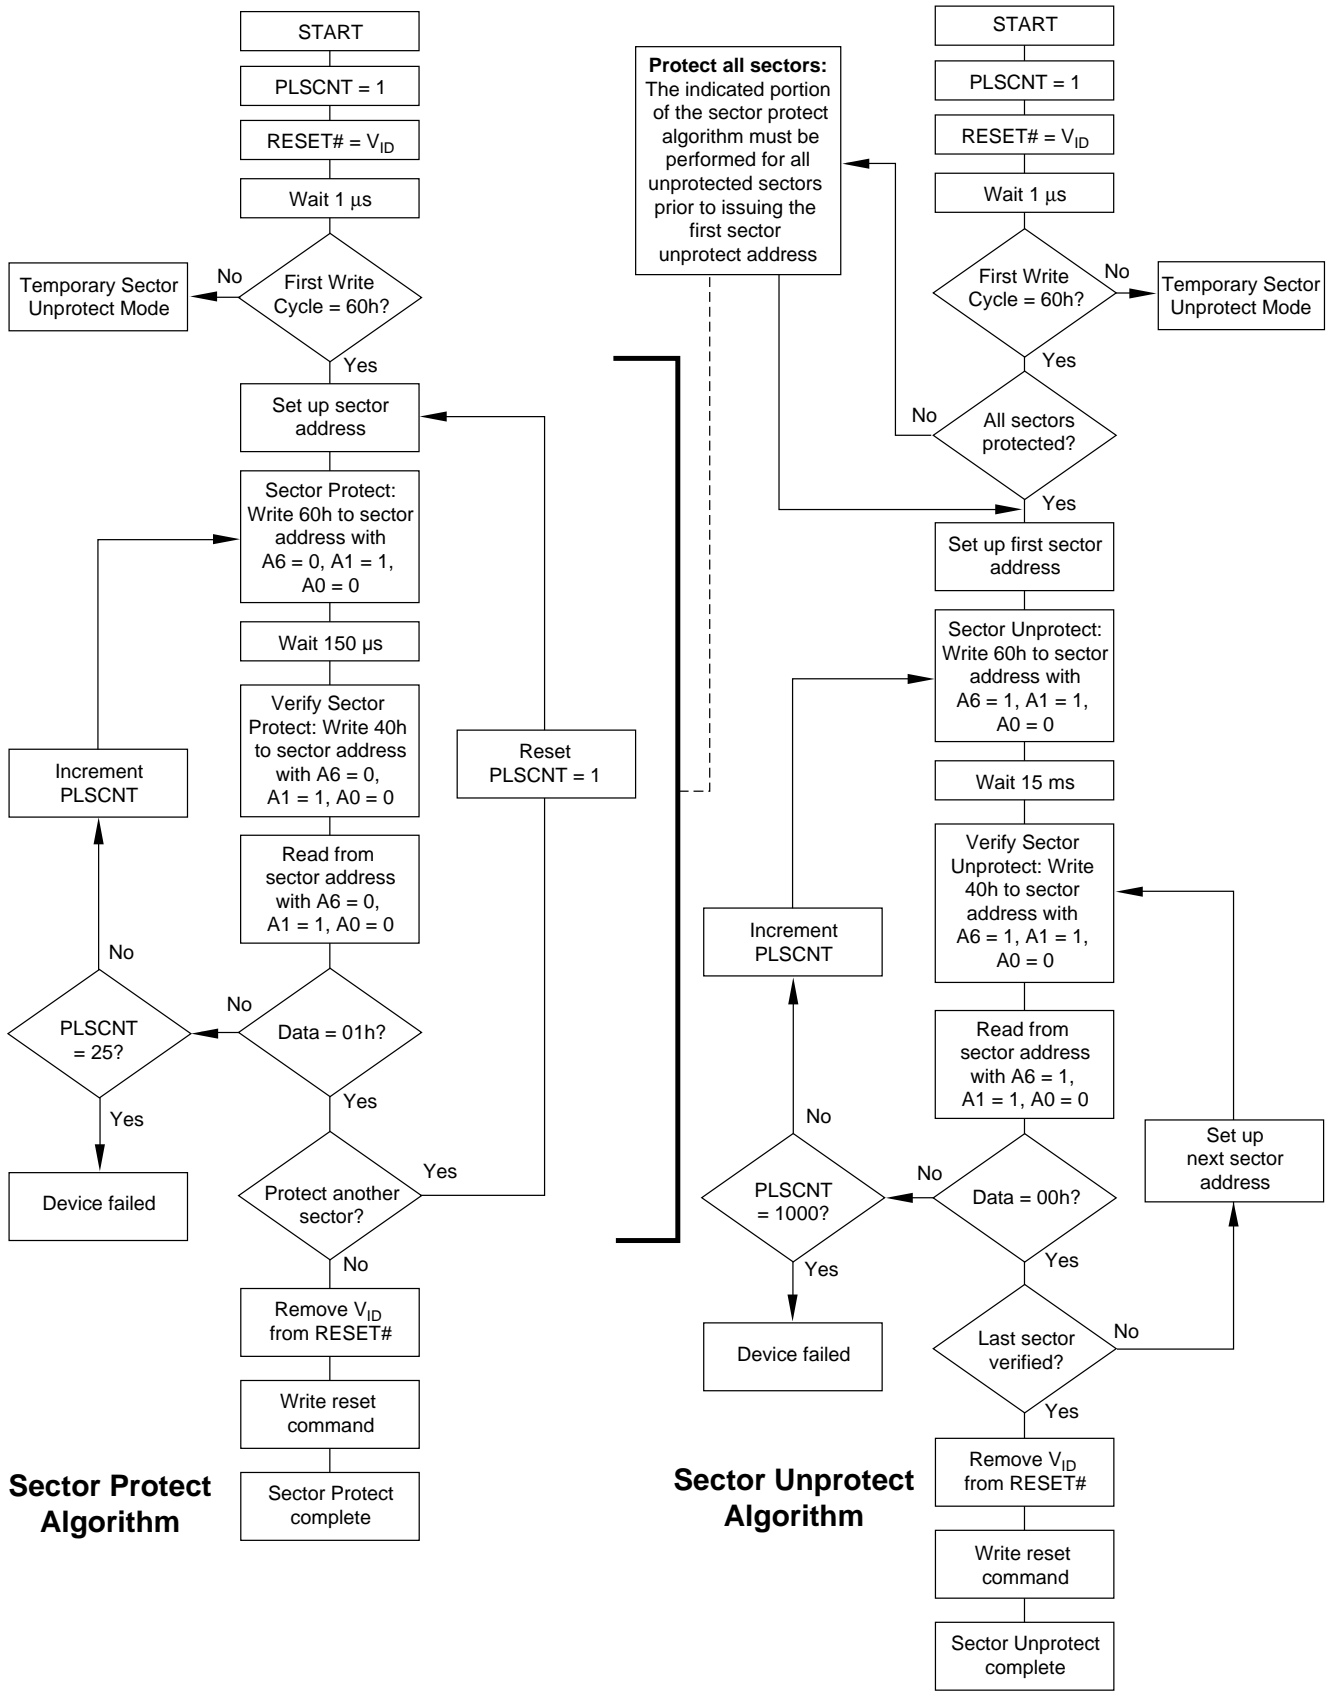 START
PLSCNT = 1
RESET# = VID
Wait 1 μs
First Write
Cycle = 60h?
No
Temporary Sector
Unprotect Mode
Yes
Set up sector
address
Sector Protect:
Write 60h to sector
address with
A6 = 0, A1 = 1,
A0 = 0
Wait 150 µs
Verify Sector
Protect: Write 40h
to sector address
with A6 = 0,
A1 = 1, A0 = 0
Reset
PLSCNT = 1
Increment
PLSCNT
Read from
sector address
with A6 = 0,
A1 = 1, A0 = 0
No
PLSCNT
= 25?
No
Data = 01h?
Yes
Yes
Device failed
Protect another
sector?
Yes
No
Remove VID
from RESET#
Write reset
command
Sector Protect
complete
Sector Protect
Algorithm
Protect all sectors:
The indicated portion
of the sector protect
algorithm must be
performed for all
unprotected sectors
prior to issuing the
first sector
unprotect address
START
PLSCNT = 1
RESET# = VID
Wait 1 μs
First Write
Cycle = 60h?
No
Temporary Sector
Unprotect Mode
Yes
No
All sectors
protected?
Yes
Set up first sector
address
Sector Unprotect:
Write 60h to sector
address with
A6 = 1, A1 = 1,
A0 = 0
Wait 15 ms
Verify Sector
Unprotect: Write
40h to sector
address with
A6 = 1, A1 = 1,
A0 = 0
Increment
PLSCNT
Read from
sector address
with A6 = 1,
A1 = 1, A0 = 0
No
Set up
next sector
address
PLSCNT
= 1000?
No
Data = 00h?
Yes
Yes
Device failed
Last sector
verified?
No
Yes
Remove VID
from RESET#
Write reset
command
Sector Unprotect
complete
Sector Unprotect
Algorithm